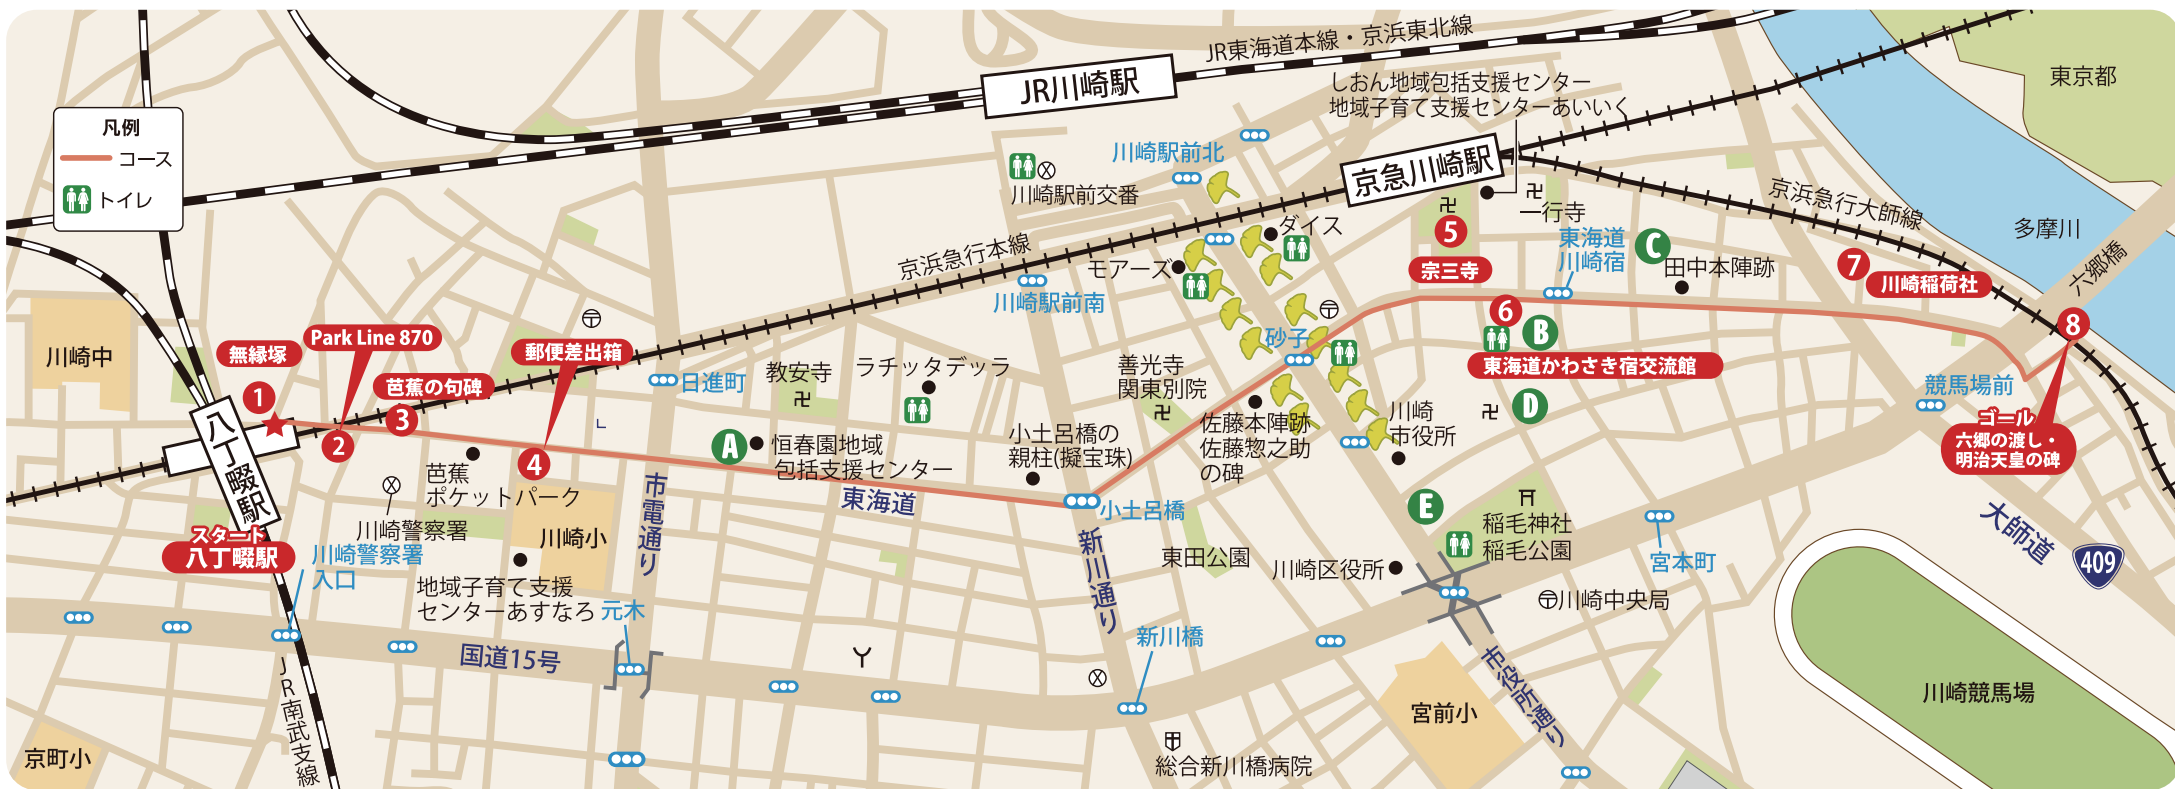 凡例
コース
トイレ
JR川崎駅
JR東海道本線・京浜東北線
しおん地域包括支援センター
地域子育て支援センターあいいく
京急川崎駅
川崎駅前北
川崎駅前交番
東京都
多摩川
六郷橋
京浜急行大師線
京浜急行本線
川崎駅前南
モアーズ
ダイス
砂子
卍
5
宗三寺
卍
一行寺
東海道
川崎宿
C
田中本陣跡
7
川崎稲荷社
8
6
B
東海道かわさき宿交流館
卍
D
競馬場前
ゴール
六郷の渡し・
明治天皇の碑
大師道
409
川崎競馬場
川崎中
無縁塚
1
Park Line 870
2
芭蕉の句碑
3
郵便差出箱
4
八丁畷駅
スタート
八丁畷駅
芭蕉
ポケットパーク
川崎警察署
川崎警察署
入口
川崎小
地域子育て支援
センターあすなろ
元木
日進町
教安寺
卍
ラチッタデッラ
A
恒春園地域
包括支援センター
東海道
市電通り
小土呂橋の
親柱(擬宝珠)
小土呂橋
善光寺
関東別院
卍
佐藤本陣跡
佐藤惣之助
の碑
川崎
市役所
E
稲毛神社
稲毛公園
東田公園
川崎区役所
川崎中央局
宮本町
新川通り
新川橋
国道15号
JR南武支線
京町小
総合新川橋病院
宮前小
市役所通り